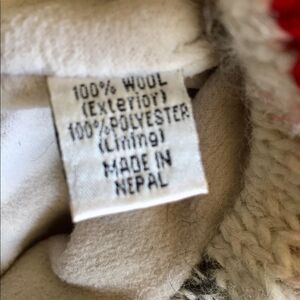 100% WOOL
(Exterior)
100%POLYESTER
(Lining)
MADE IN
NEPAL